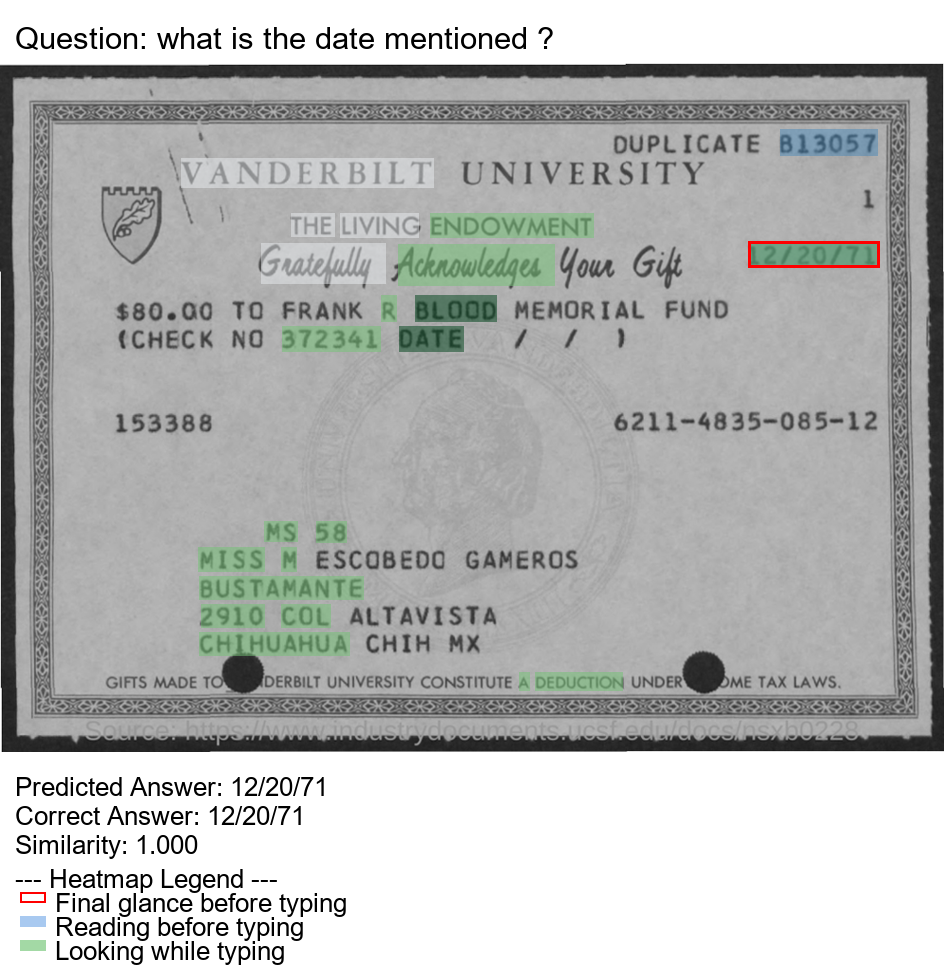 Question: what is the date mentioned ?
DUPLICATE B13057
VANDERBILT UNIVERSITY
1
THE LIVING ENDOWMENT
Gratefully Acknowledges Your Gift
12/20/71
$80.00 TO FRANK R BLOOD MEMORIAL FUND
(CHECK NO 372341 DATE / / )
153388 6211-4835-085-12
MS 58
MISS M ESCOBEDO GAMEROS
BUSTAMANTE
2910 COL ALTAVISTA
CHIHUAHUA CHIH MX
GIFTS MADE TO DERBILT UNIVERSITY CONSTITUTE A DEDUCTION UNDER OME TAX LAWS.
Source: https://www.industrydocuments.ucsf.edu/docs/nsxb0228
Predicted Answer: 12/20/71
Correct Answer: 12/20/71
Similarity: 1.000
--- Heatmap Legend ---
Final glance before typing
Reading before typing
Looking while typing